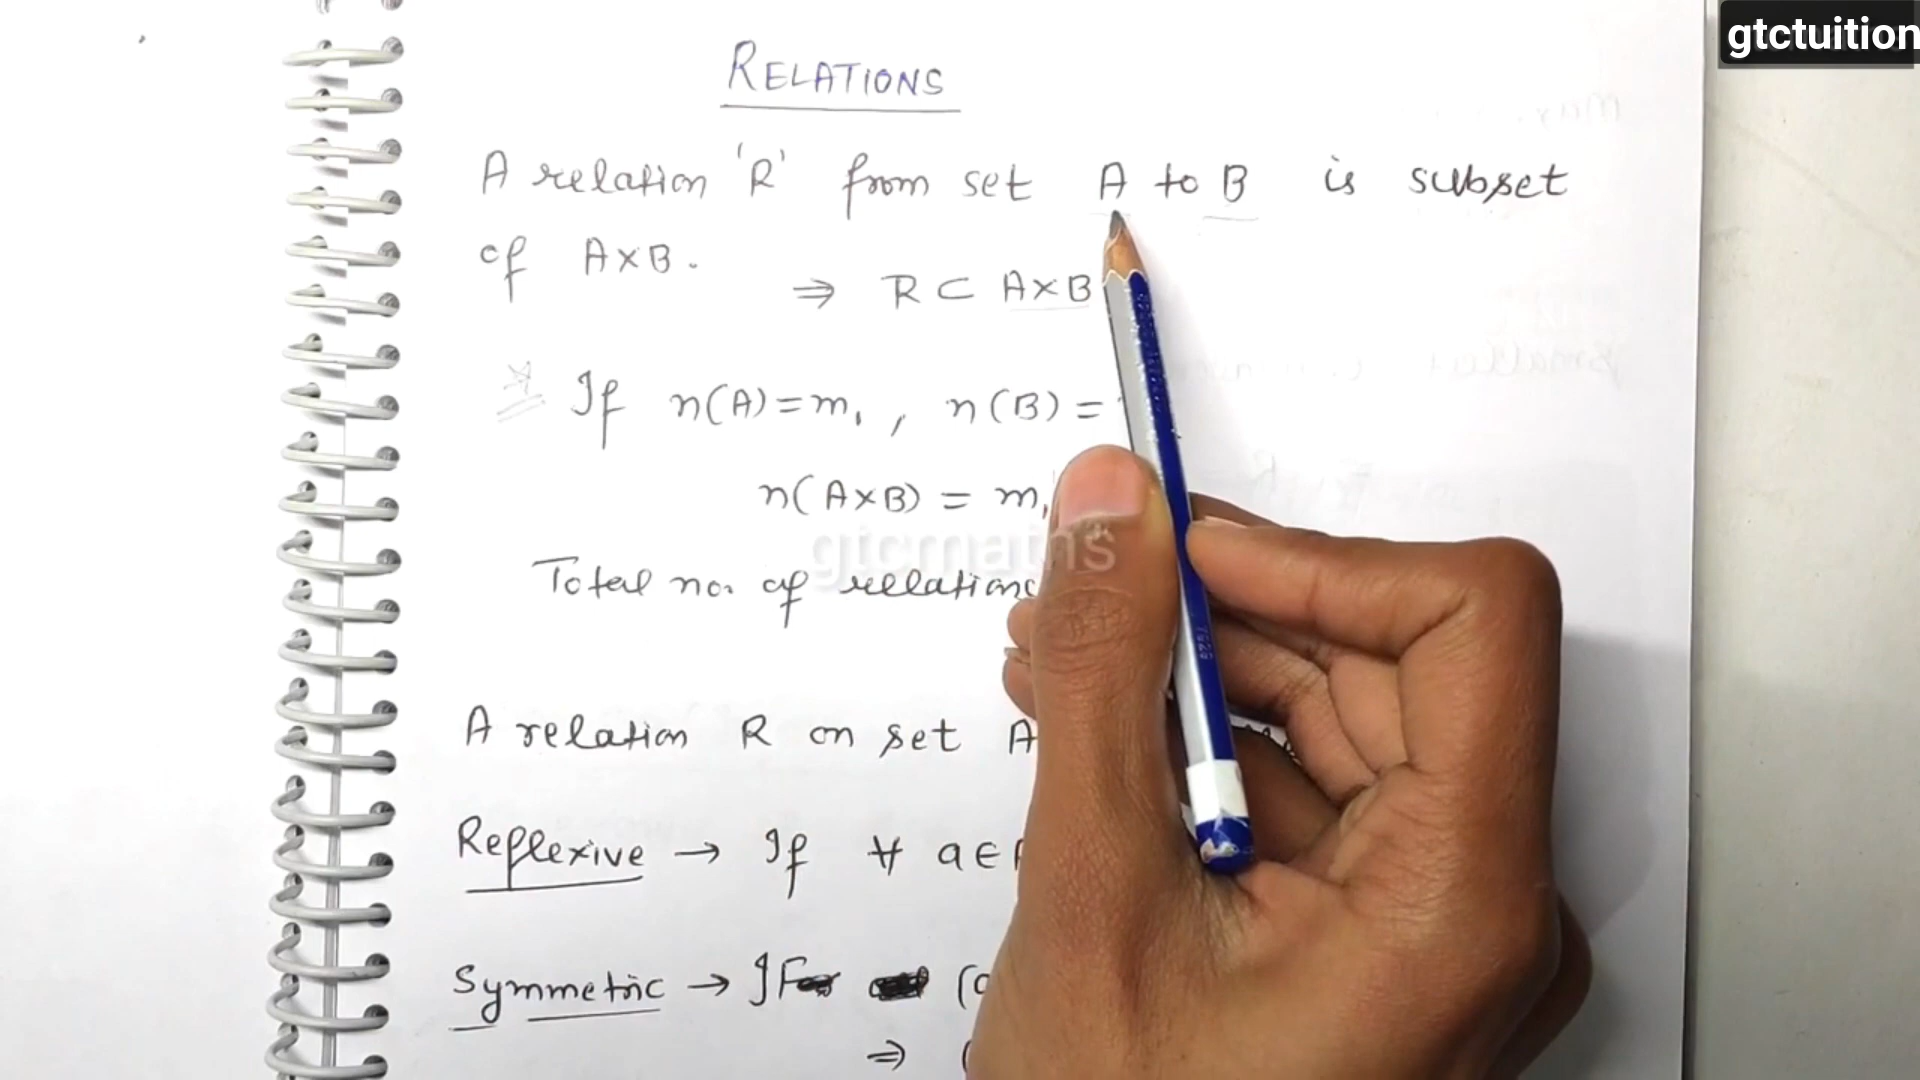 gtctuition
RELATIONS
A relation 'R' from set A to B is subset
of A×B.
⇒ R ⊂ A×B
If n(A)=m, , n(B) =
n(A×B) = m,
gtcmaths
Total no. of relations
A relation R on set A
Reflexive → If ∀ a∈A
Symmetric → If (a
⇒ (